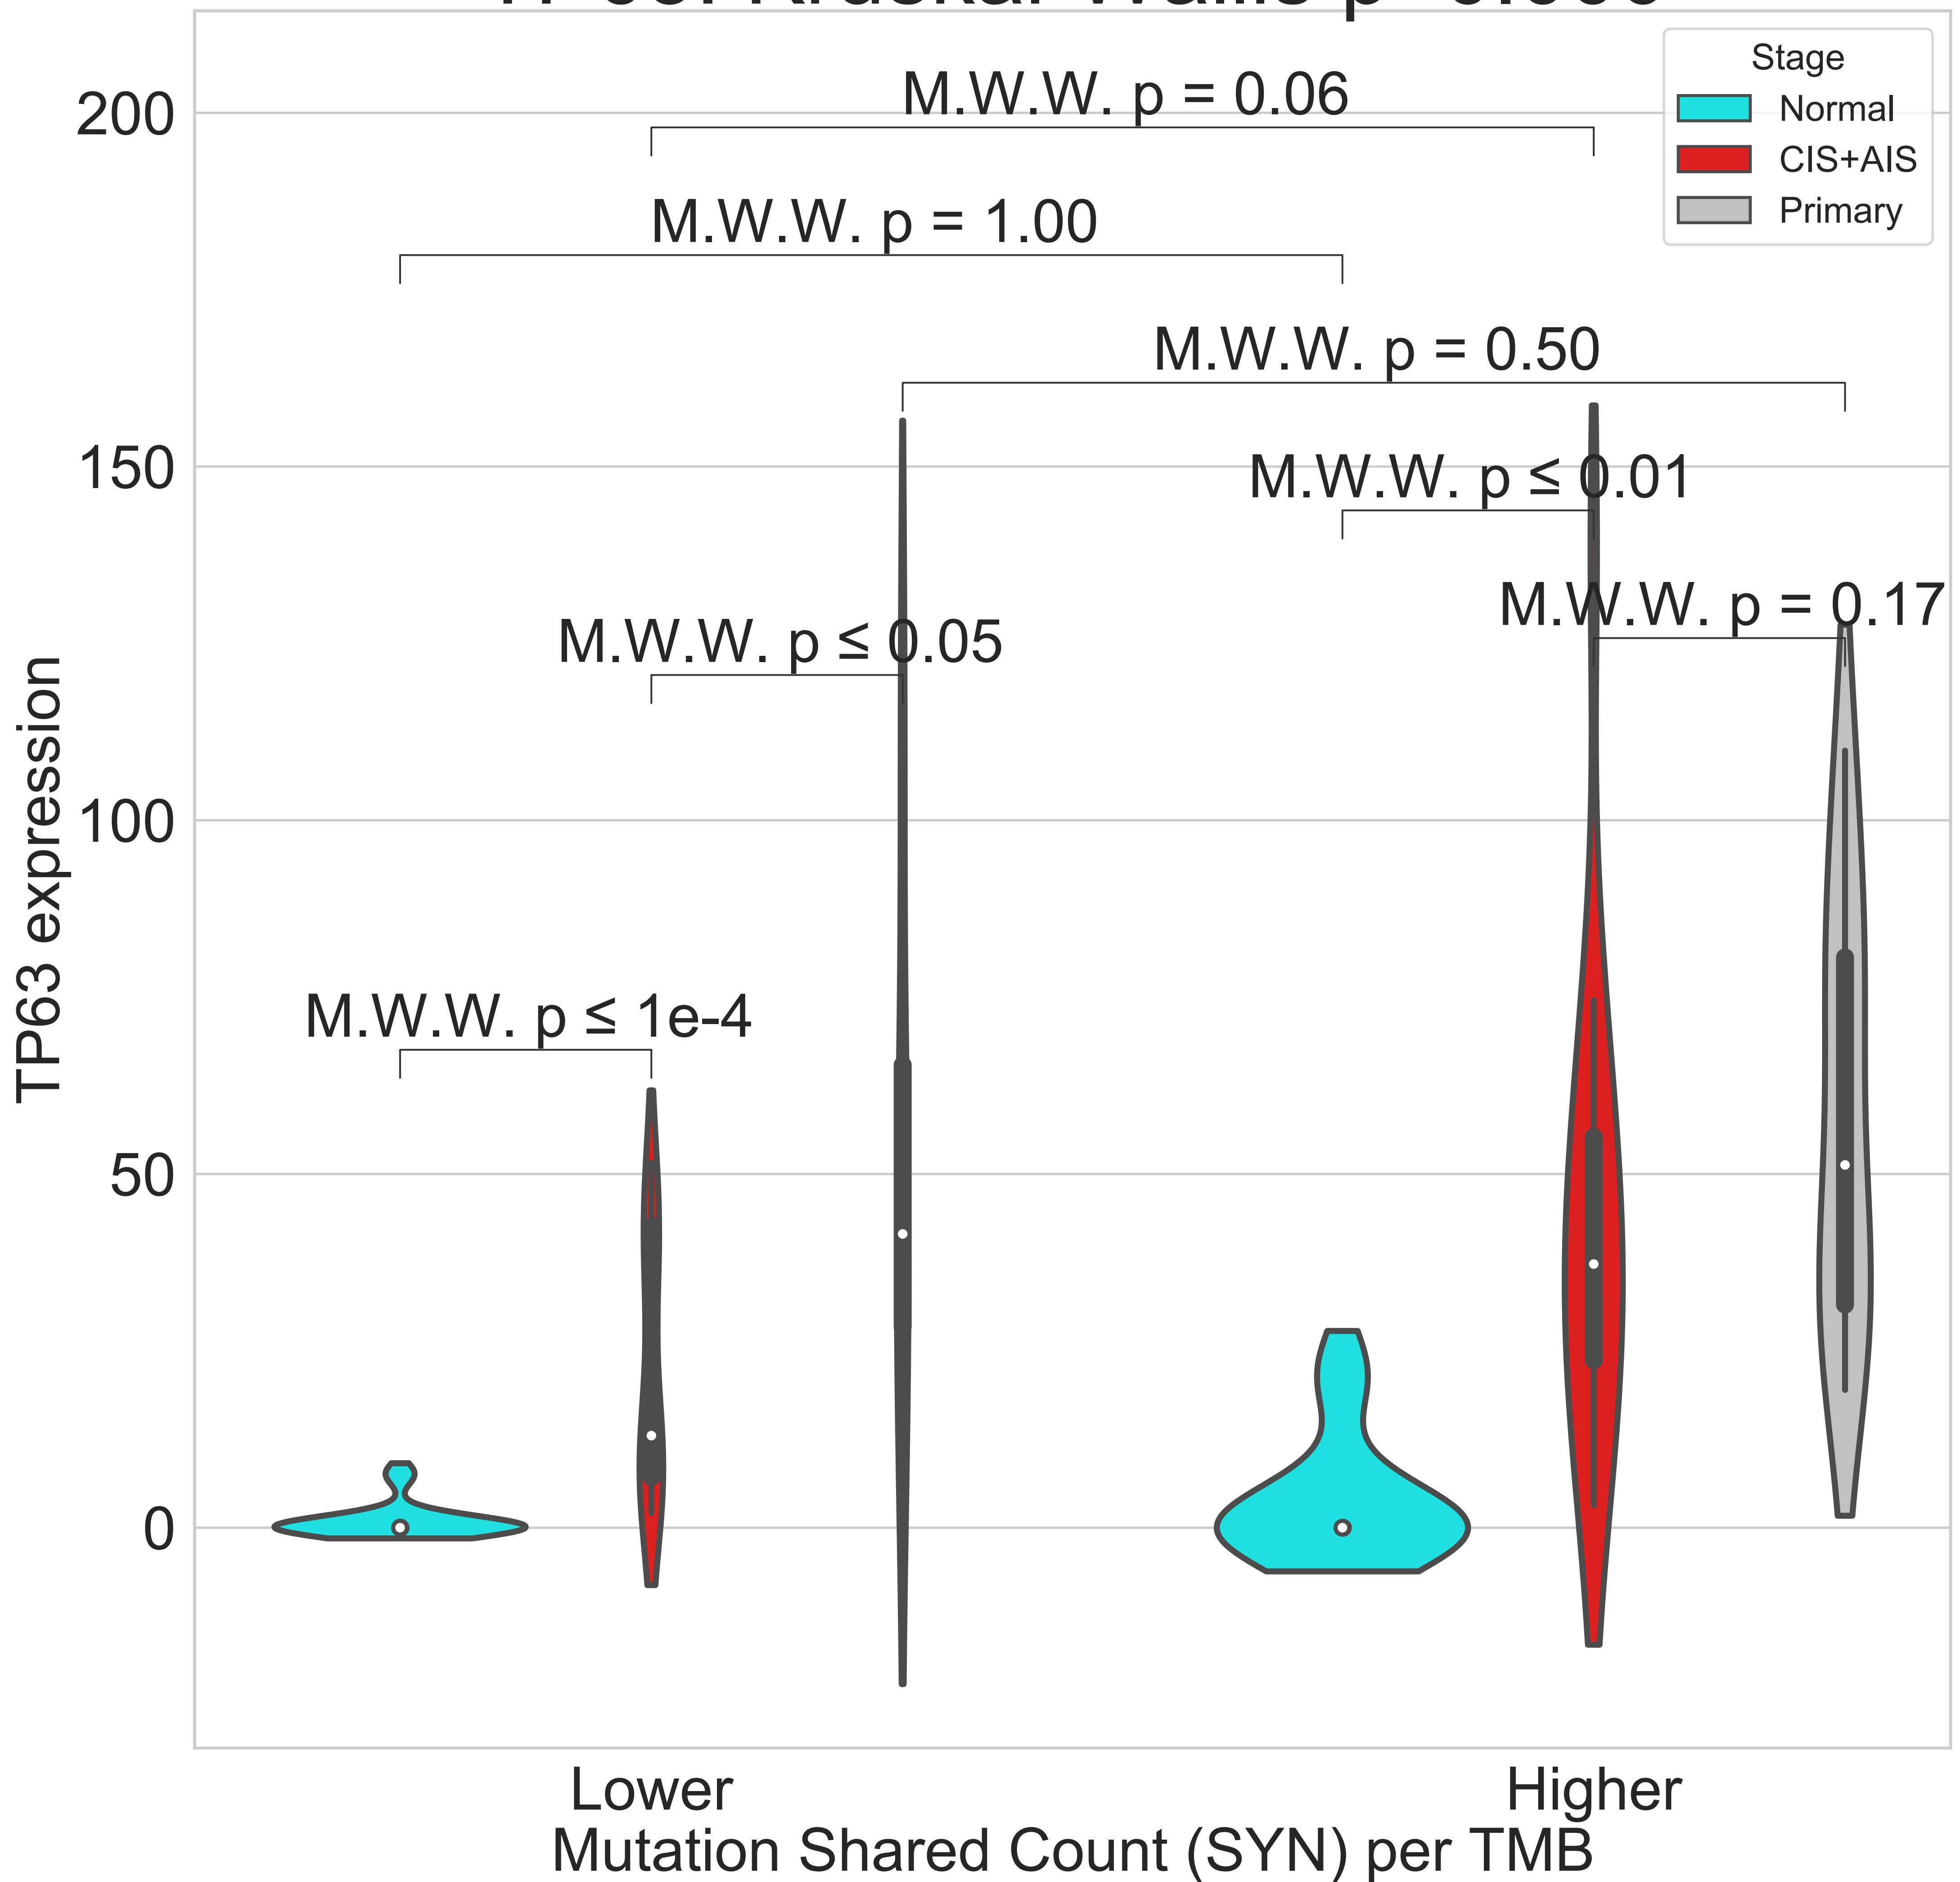 Stage
Normal
CIS+AIS
Primary
M.W.W. p = 0.06
M.W.W. p = 1.00
M.W.W. p = 0.50
M.W.W. p ≤ 0.01
M.W.W. p = 0.17
M.W.W. p ≤ 0.05
M.W.W. p ≤ 1e-4
200
150
100
50
0
TP63 expression
Lower
Higher
Mutation Shared Count (SYN) per TMB